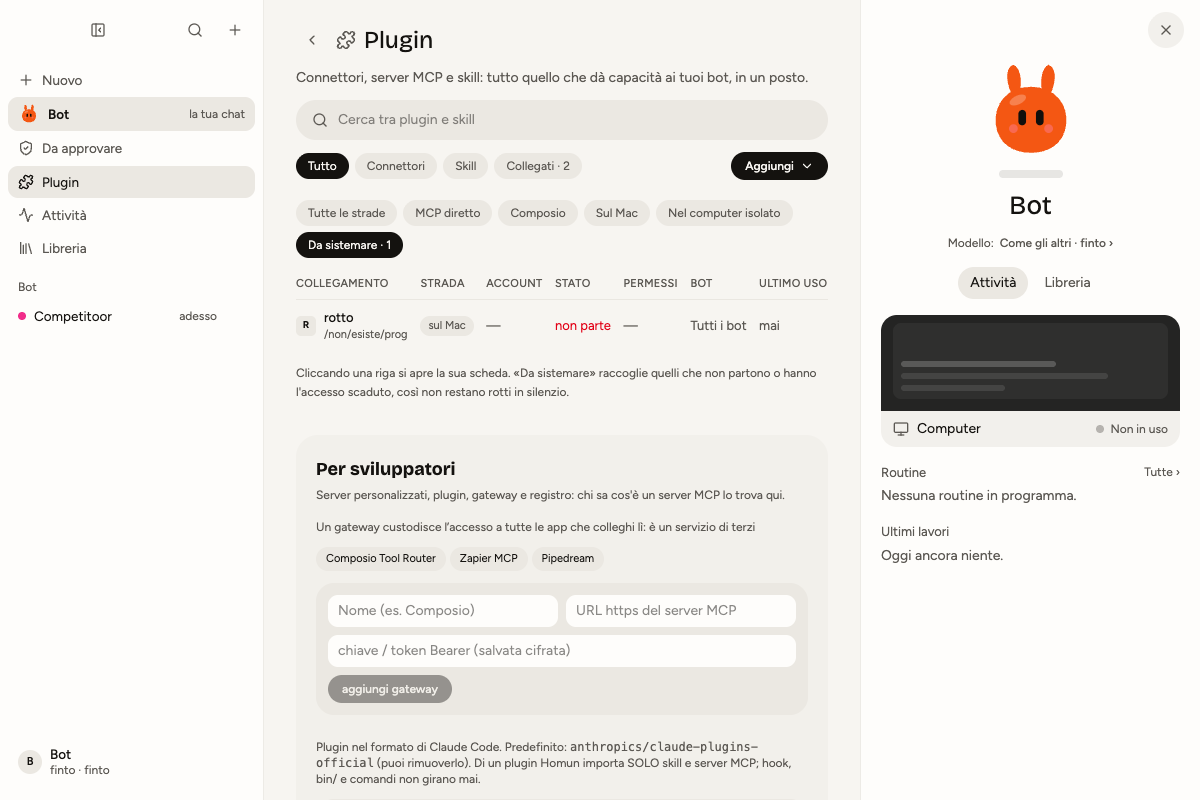 Nuovo
Bot la tua chat
Da approvare
Plugin
Attività
Libreria
Bot
Competitoor adesso
B Bot
finto · finto
Plugin
Connettori, server MCP e skill: tutto quello che dà capacità ai tuoi bot, in un posto.
Cerca tra plugin e skill
Tutto Connettori Skill Collegati · 2 Aggiungi
Tutte le strade MCP diretto Composio Sul Mac Nel computer isolato
Da sistemare · 1
COLLEGAMENTO STRADA ACCOUNT STATO PERMESSI BOT ULTIMO USO
R rotto sul Mac — non parte — Tutti i bot mai
/non/esiste/prog
Cliccando una riga si apre la sua scheda. «Da sistemare» raccoglie quelli che non partono o hanno
l'accesso scaduto, così non restano rotti in silenzio.
Per sviluppatori
Server personalizzati, plugin, gateway e registro: chi sa cos'è un server MCP lo trova qui.
Un gateway custodisce l'accesso a tutte le app che colleghi lì: è un servizio di terzi
Composio Tool Router Zapier MCP Pipedream
Nome (es. Composio) URL https del server MCP
chiave / token Bearer (salvata cifrata)
aggiungi gateway
Plugin nel formato di Claude Code. Predefinito: anthropics/claude-plugins-
official (puoi rimuoverlo). Di un plugin Homun importa SOLO skill e server MCP; hook,
bin/ e comandi non girano mai.
Bot
Modello: Come gli altri · finto ›
Attività Libreria
Computer Non in uso
Routine Tutte ›
Nessuna routine in programma.
Ultimi lavori
Oggi ancora niente.